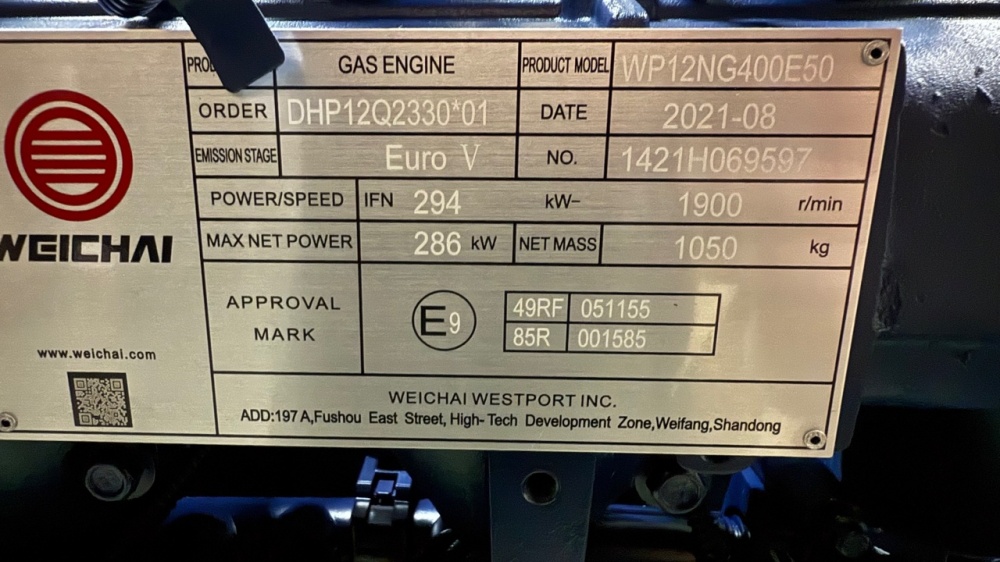 GAS ENGINE PRODUCT MODEL WP12NG400E50
ORDER DHP12Q2330*01 DATE 2021-08
EMISSION STAGE Euro V NO. 1421H069597
POWER/SPEED IFN 294 kW- 1900 r/min
MAX NET POWER 286 kW NET MASS 1050 kg
WEICHAI
APPROVAL
MARK
E9
49RF 051155
85R 001585
www.weichai.com
WEICHAI WESTPORT INC.
ADD:197 A,Fushou East Street, High-Tech Development Zone,Weifang,Shandong